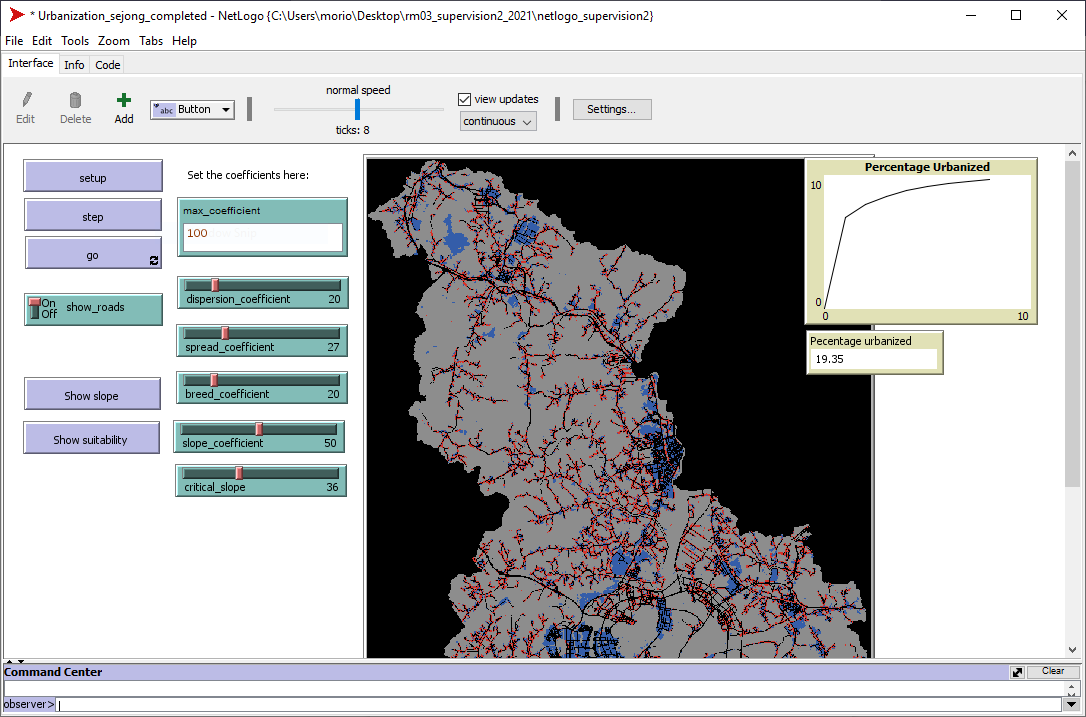 * Urbanization_sejong_completed - NetLogo {C:\Users\morio\Desktop\rm03_supervision2_2021\netlogo_supervision2}
File Edit Tools Zoom Tabs Help
Interface Info Code
normal speed
view updates
abc Button
Settings...
Edit Delete Add
continuous
ticks: 8
setup
Set the coefficients here:
Percentage Urbanized
10
0
0 10
max_coefficient
100
step
go
dispersion_coefficient 20
On
Off
show_roads
spread_coefficient 27
Pecentage urbanized
19.35
Show slope
breed_coefficient 20
Show suitability
slope_coefficient 50
critical_slope 36
Command Center
Clear
observer>